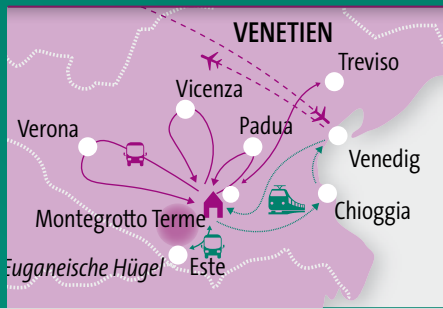 VENETIEN
Treviso
Vicenza
Verona
Padua
Venedig
Chioggia
Montegrotto Terme
Euganeische Hügel
Este